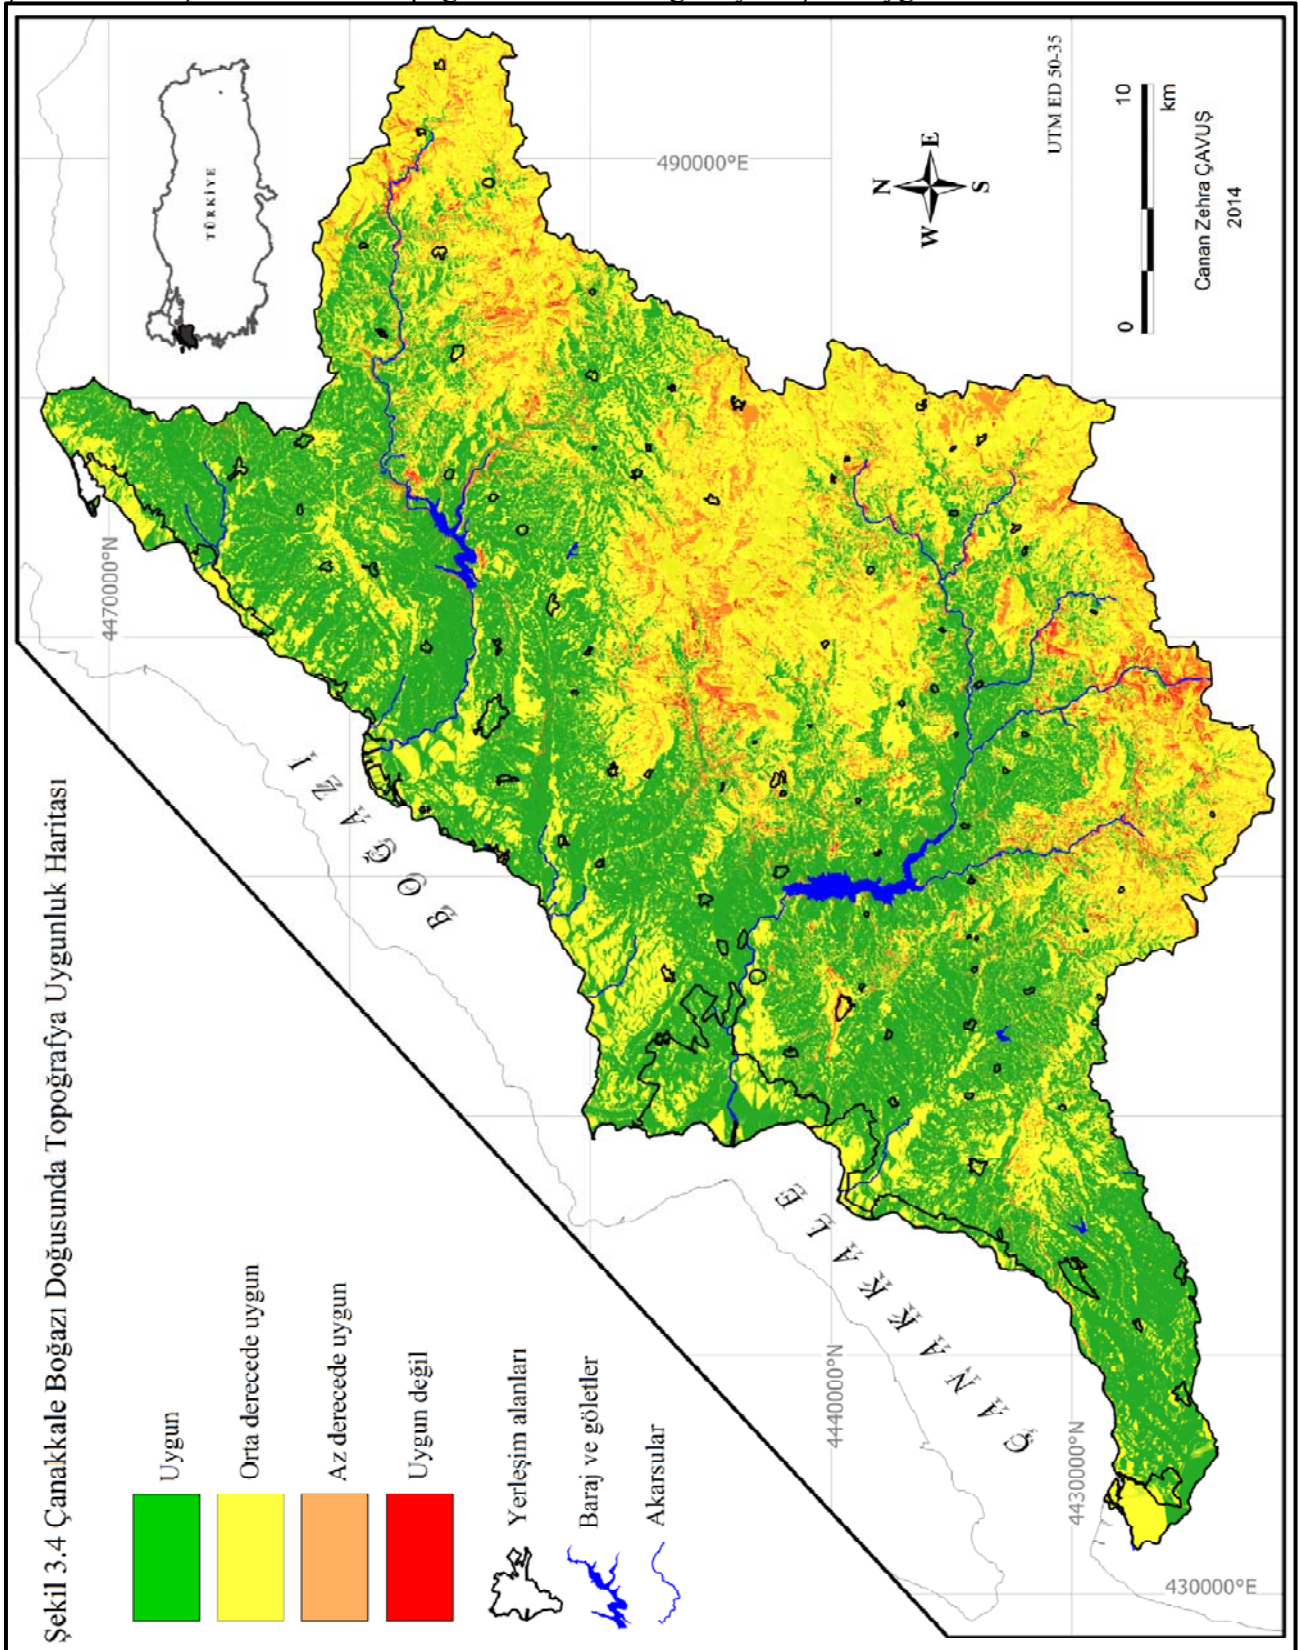 Şekil 3.4 Çanakkale Boğazı Doğusunda Topoğrafya Uygunluk Haritası
Uygun
Orta derecede uygun
Az derecede uygun
Uygun değil
Yerleşim alanları
Baraj ve göletler
Akarsular
ÇANAKKALE
BOĞAZI
TÜRKİYE
4470000°N
4440000°N
4430000°N
430000°E
490000°E
N
W
E
S
UTM ED 50-35
0
10
km
Canan Zehra ÇAVUŞ
2014